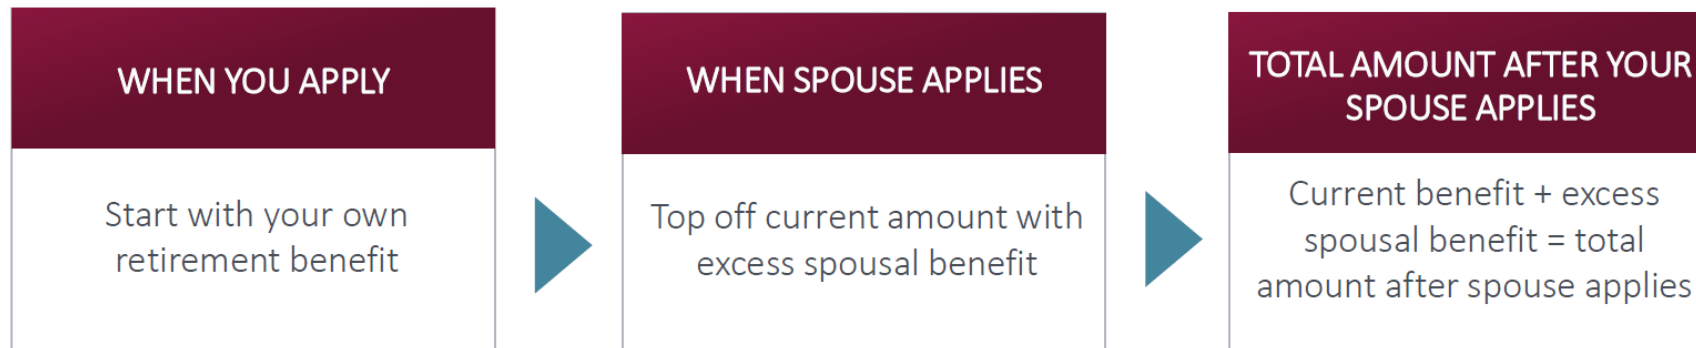 WHEN YOU APPLY
Start with your own
retirement benefit
WHEN SPOUSE APPLIES
Top off current amount with
excess spousal benefit
TOTAL AMOUNT AFTER YOUR
SPOUSE APPLIES
Current benefit + excess
spousal benefit = total
amount after spouse applies